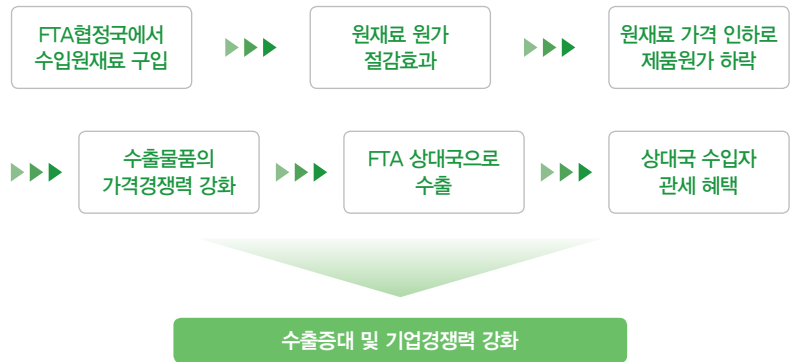 FTA협정국에서
수입원재료 구입
원재료 원가
절감효과
원재료 가격 인하로
제품원가 하락
수출물품의
가격경쟁력 강화
FTA 상대국으로
수출
상대국 수입자
관세 혜택
수출증대 및 기업경쟁력 강화